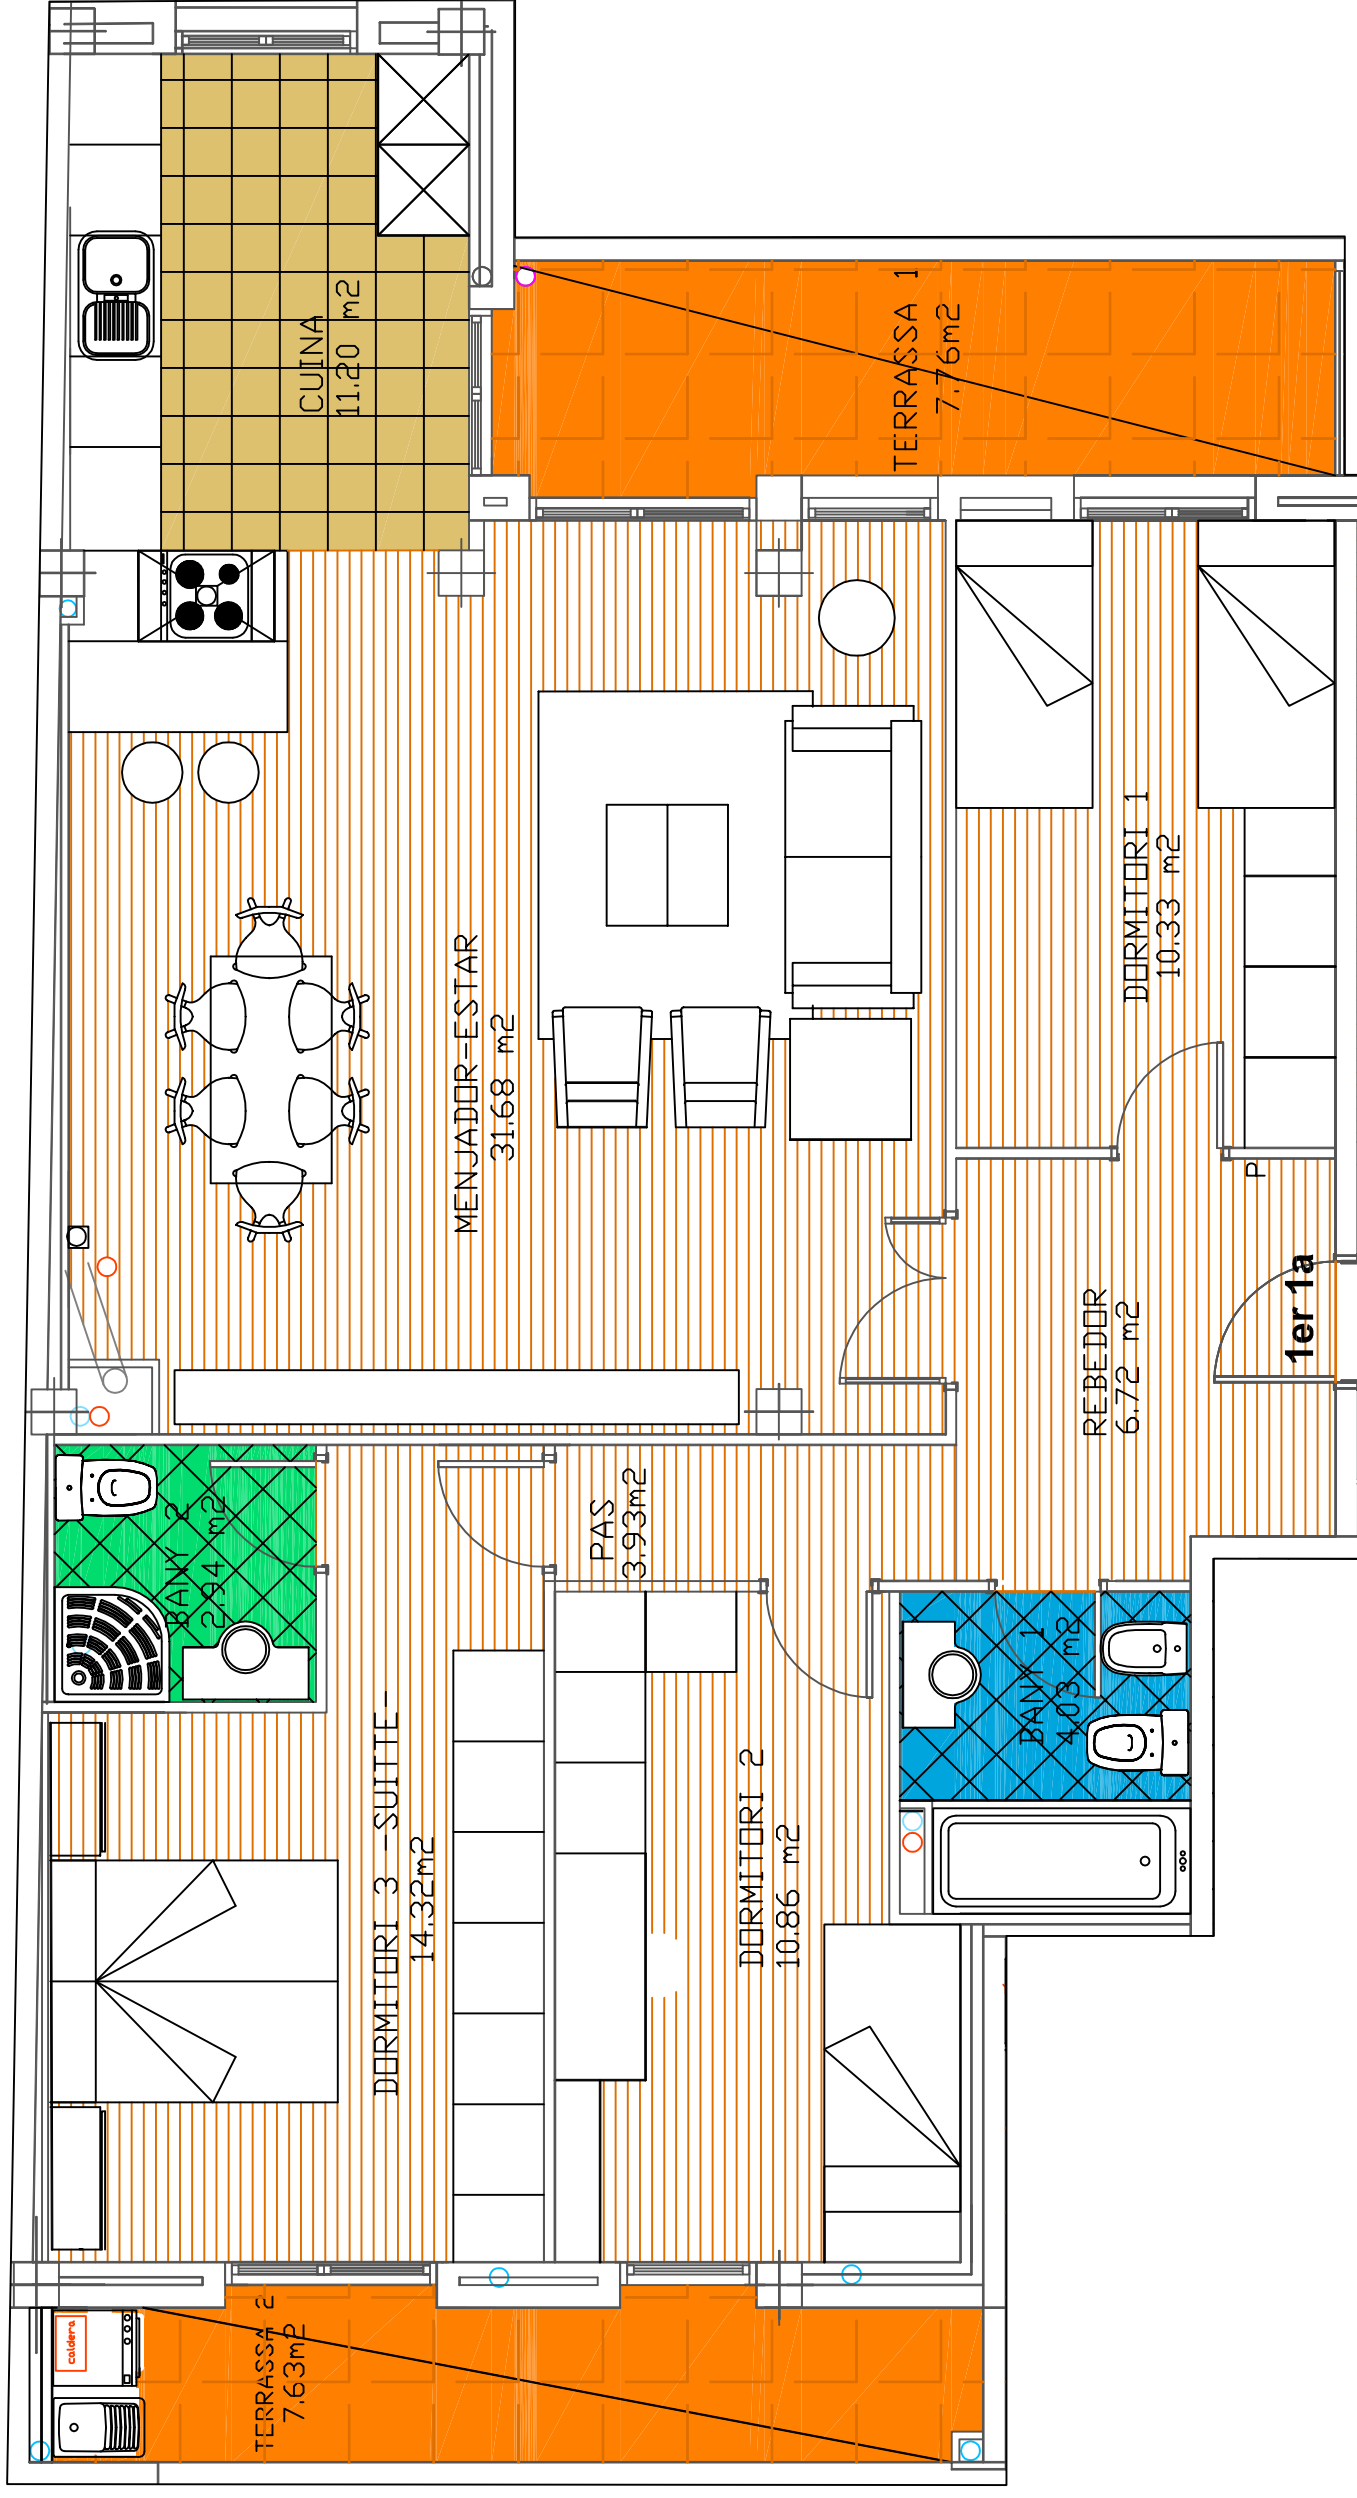 CUINA
11.20 m2
TERRASSA 1
7.76m2
MENJADOR-ESTAR
31.68 m2
DORMITORI 1
10.33 m2
P
REBEDOR
6.72 m2
1er 1a
BANY 2
2.94 m2
PAS
3.93m2
BANY 1
4.03 m2
DORMITORI 3 -SUITE-
14.32m2
DORMITORI 2
10.86 m2
TERRASSA 2
7.63m2
caldera